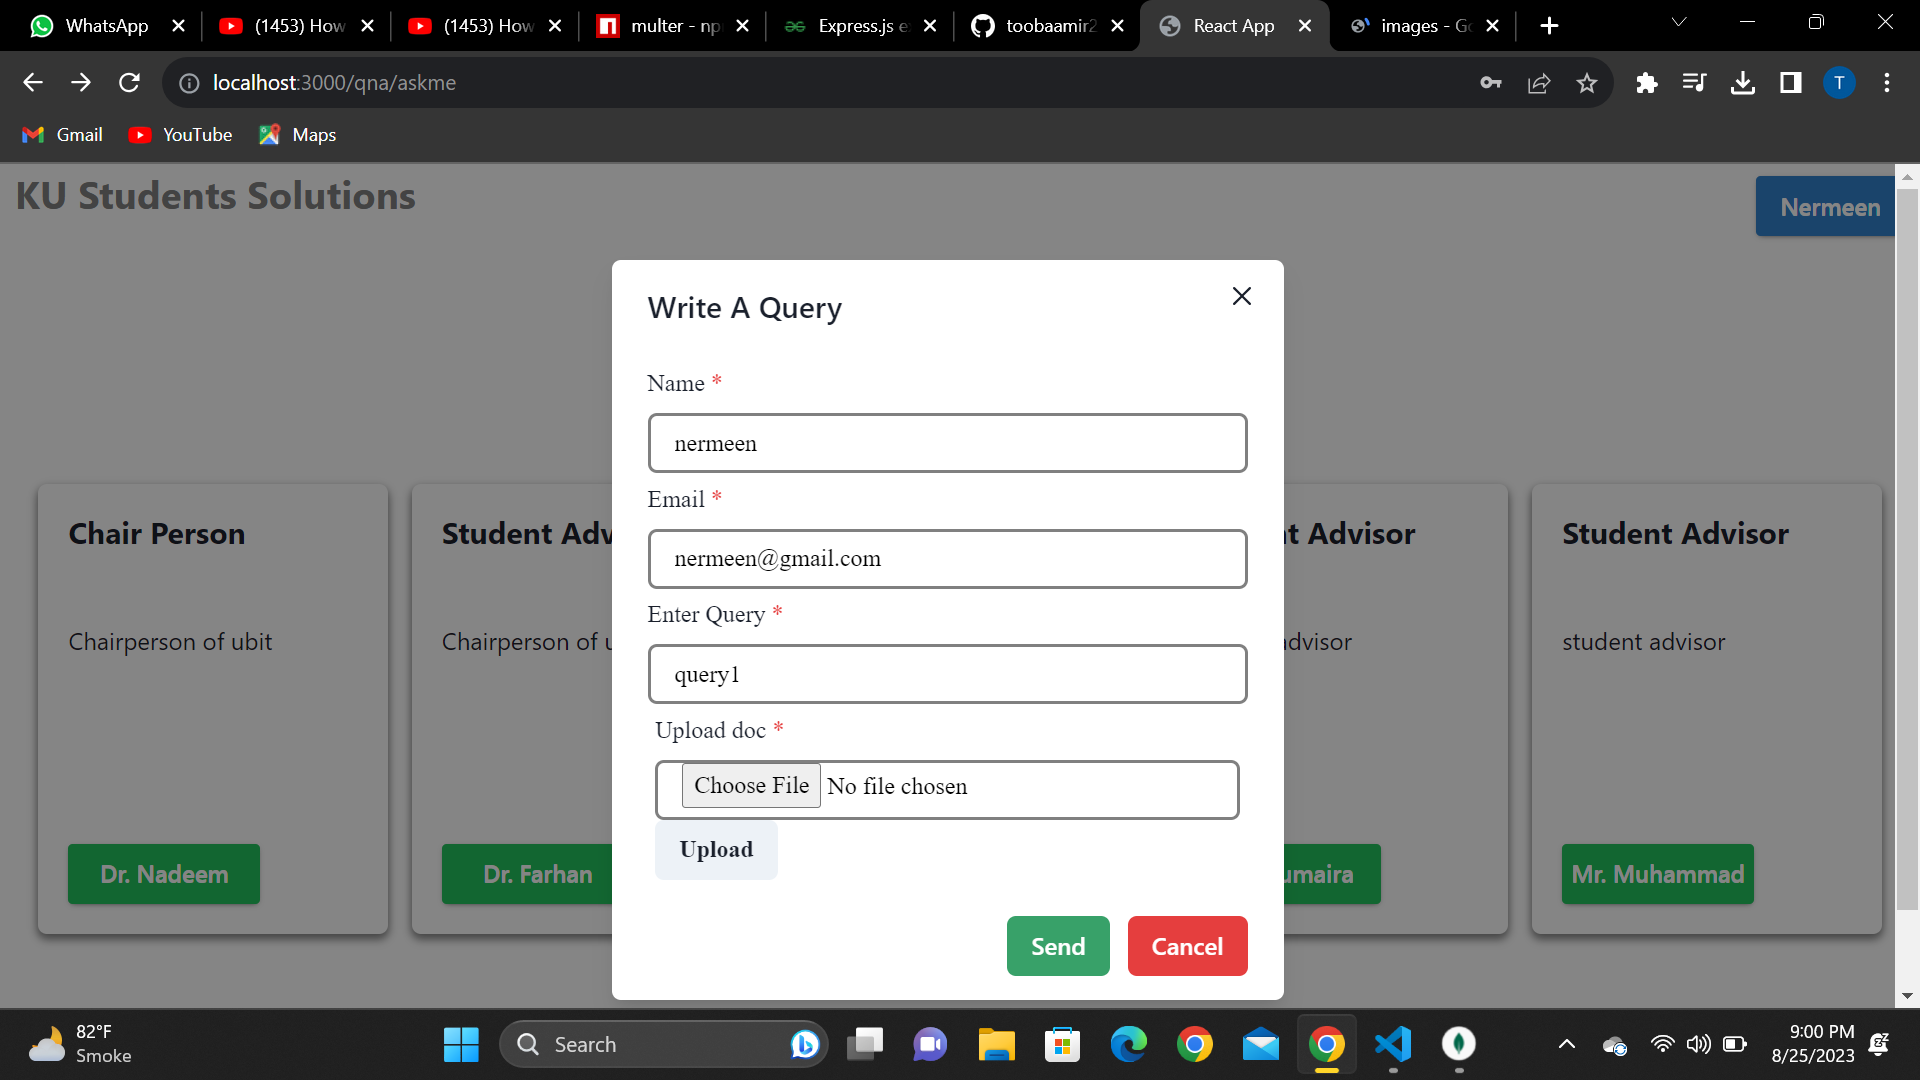 WhatsApp
(1453) How
(1453) How
multer - np
Express.js e
toobaamir2
React App
images - Go
localhost:3000/qna/askme
T
Gmail
YouTube
Maps
KU Students Solutions
Nermeen
Write A Query
Name *
nermeen
Email *
nermeen@gmail.com
Enter Query *
query1
Upload doc *
Choose File No file chosen
Upload
Send
Cancel
Chair Person
Chairperson of ubit
Dr. Nadeem
Student Adv
Chairperson of u
Dr. Farhan
t Advisor
dvisor
umaira
Student Advisor
student advisor
Mr. Muhammad
82°F
Smoke
Search
9:00 PM
8/25/2023